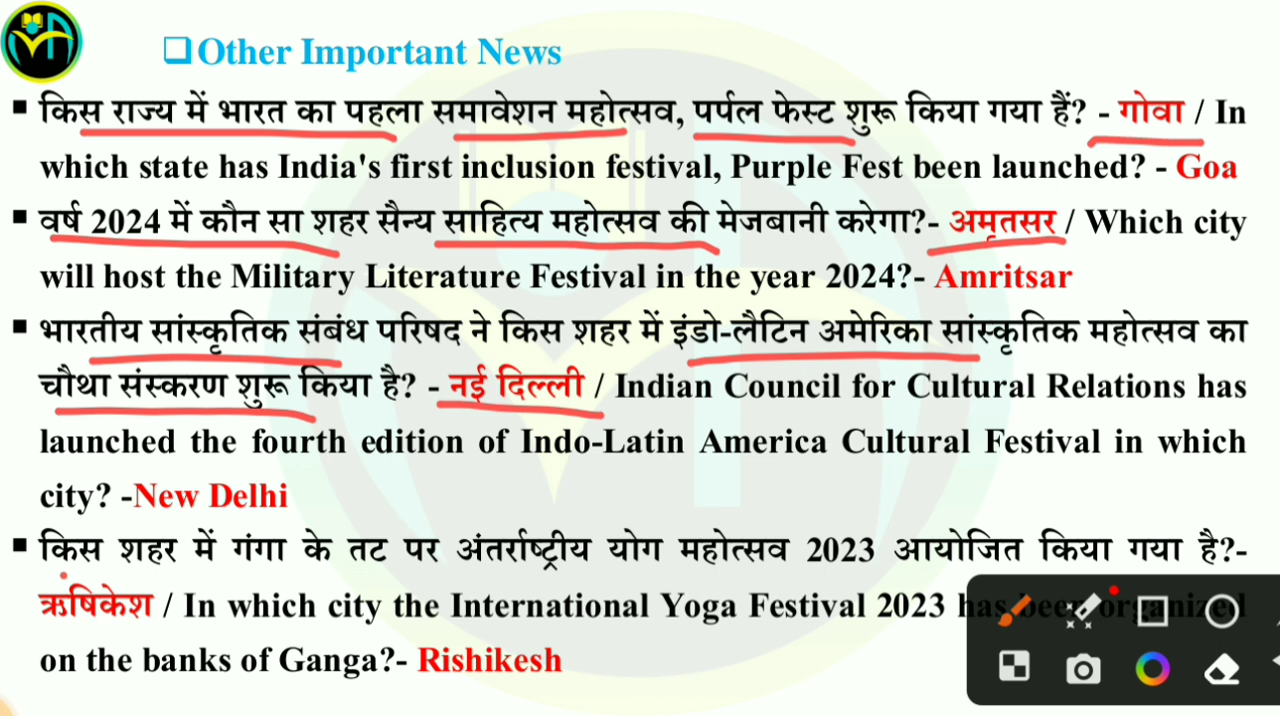 Other Important News
किस राज्य में भारत का पहला समावेशन महोत्सव, पर्पल फेस्ट शुरू किया गया हैं? - गोवा / In
which state has India's first inclusion festival, Purple Fest been launched? - Goa
वर्ष 2024 में कौन सा शहर सैन्य साहित्य महोत्सव की मेजबानी करेगा?- अमृतसर / Which city
will host the Military Literature Festival in the year 2024?- Amritsar
भारतीय सांस्कृतिक संबंध परिषद ने किस शहर में इंडो-लैटिन अमेरिका सांस्कृतिक महोत्सव का
चौथा संस्करण शुरू किया है? - नई दिल्ली / Indian Council for Cultural Relations has
launched the fourth edition of Indo-Latin America Cultural Festival in which
city? -New Delhi
किस शहर में गंगा के तट पर अंतर्राष्ट्रीय योग महोत्सव 2023 आयोजित किया गया है?-
ऋषिकेश / In which city the International Yoga Festival 2023 has been organized
on the banks of Ganga?- Rishikesh